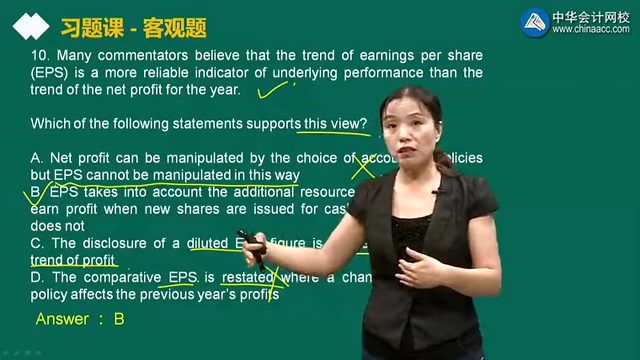 习题课 - 客观题
中华会计网校
www.chinaacc.com
10. Many commentators believe that the trend of earnings per share
(EPS) is a more reliable indicator of underlying performance than the
trend of the net profit for the year.
Which of the following statements supports this view?
A. Net profit can be manipulated by the choice of
but EPS cannot be manipulated in this way
B. EPS takes into account the additional
earn profit when new shares are issued for
does not
C. The disclosure of a diluted figure is
trend of profit
D. The comparative EPS is restated where a
policy affects the previous year's profits
Answer : B